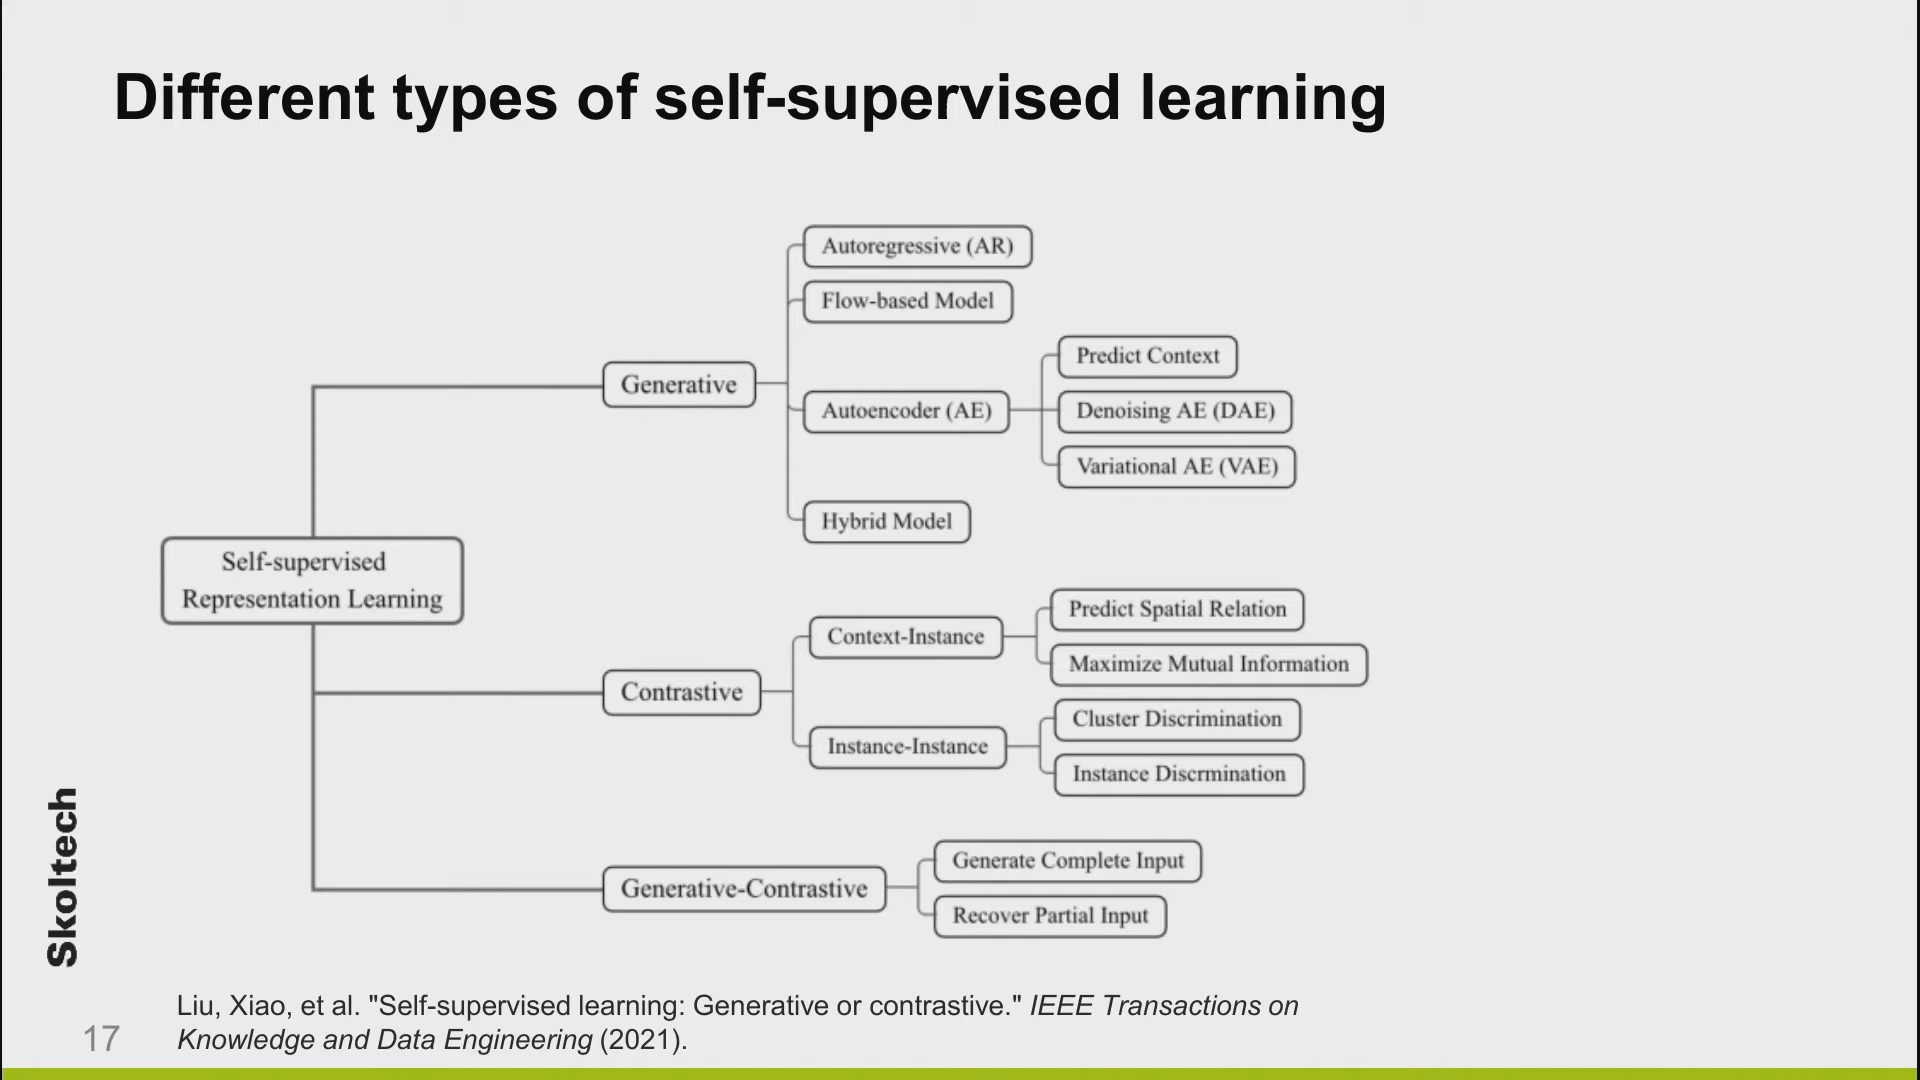 Different types of self-supervised learning
Autoregressive (AR)
Flow-based Model
Generative
Autoencoder (AE)
Predict Context
Denoising AE (DAE)
Variational AE (VAE)
Hybrid Model
Self-supervised
Representation Learning
Contrastive
Context-Instance
Predict Spatial Relation
Maximize Mutual Information
Instance-Instance
Cluster Discrimination
Instance Discrmination
Generative-Contrastive
Generate Complete Input
Recover Partial Input
Skoltech
17
Liu, Xiao, et al. "Self-supervised learning: Generative or contrastive." IEEE Transactions on
Knowledge and Data Engineering (2021).